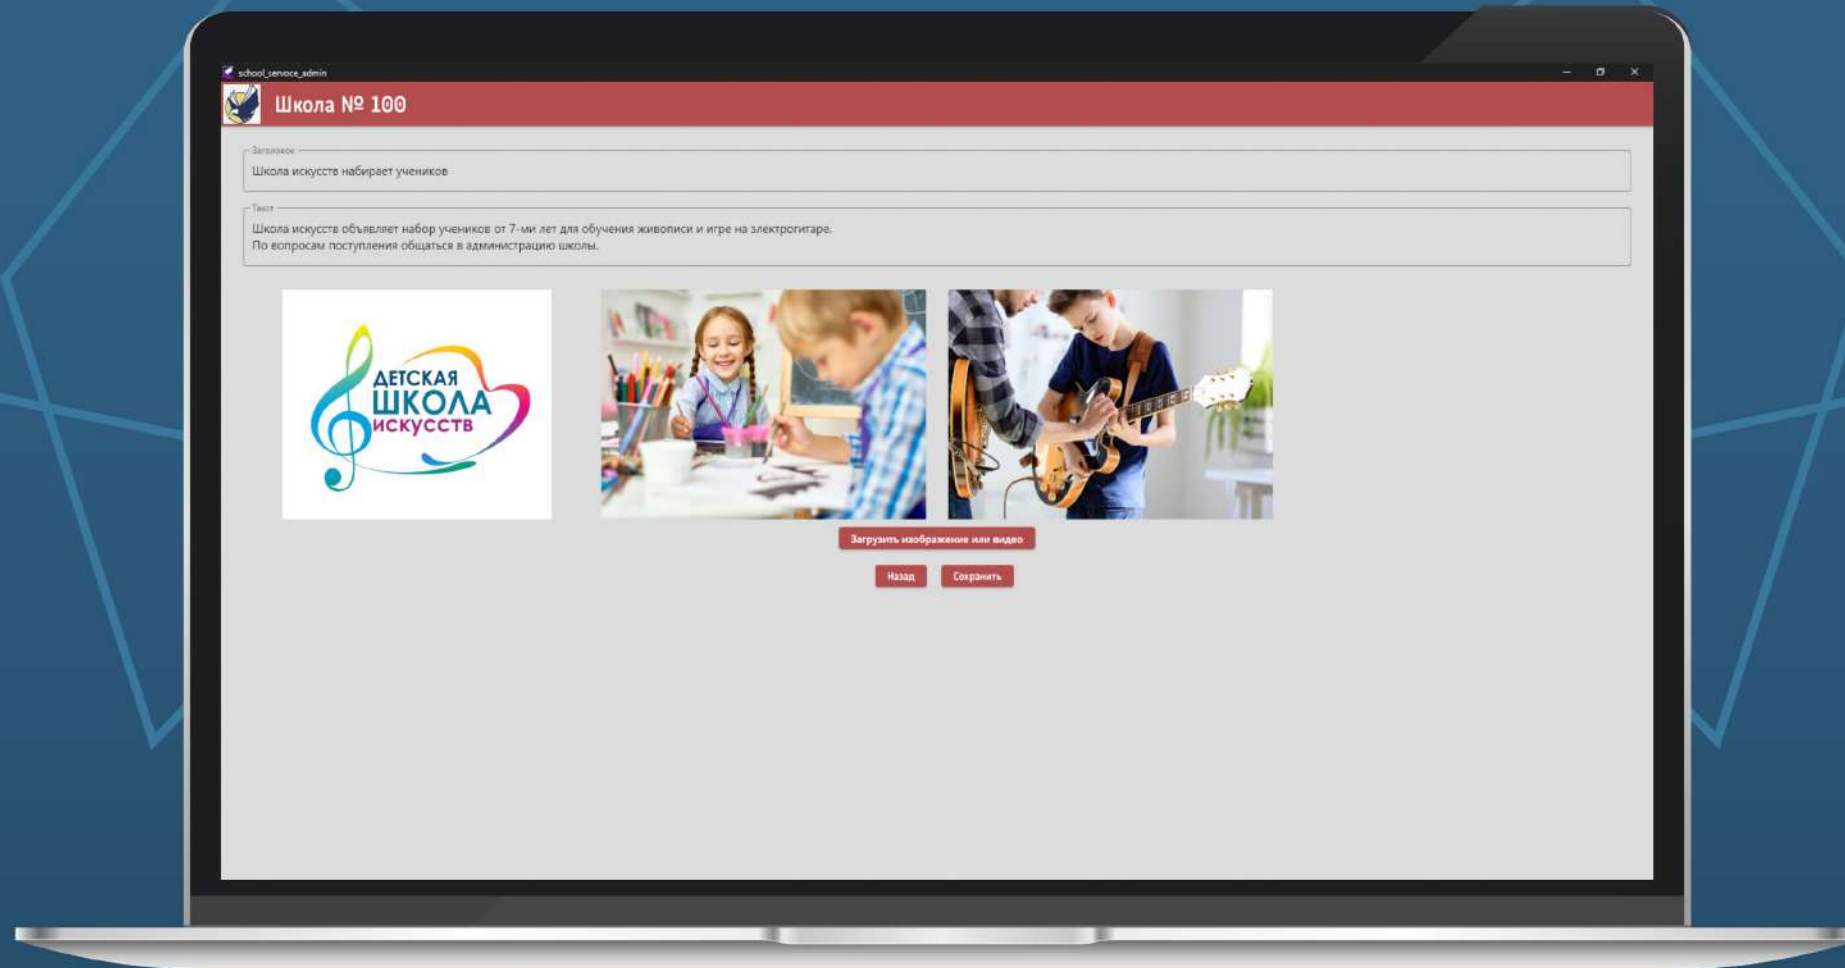 school_servoce_admin
Школа № 100
Заголовок
Школа искусств набирает учеников
Текст
Школа искусств объявляет набор учеников от 7-ми лет для обучения живописи и игре на электрогитаре.
По вопросам поступления общаться в администрацию школы.
ДЕТСКАЯ
ШКОЛА
ИСКУССТВ
Загрузить изображение или видео
Назад
Сохранить